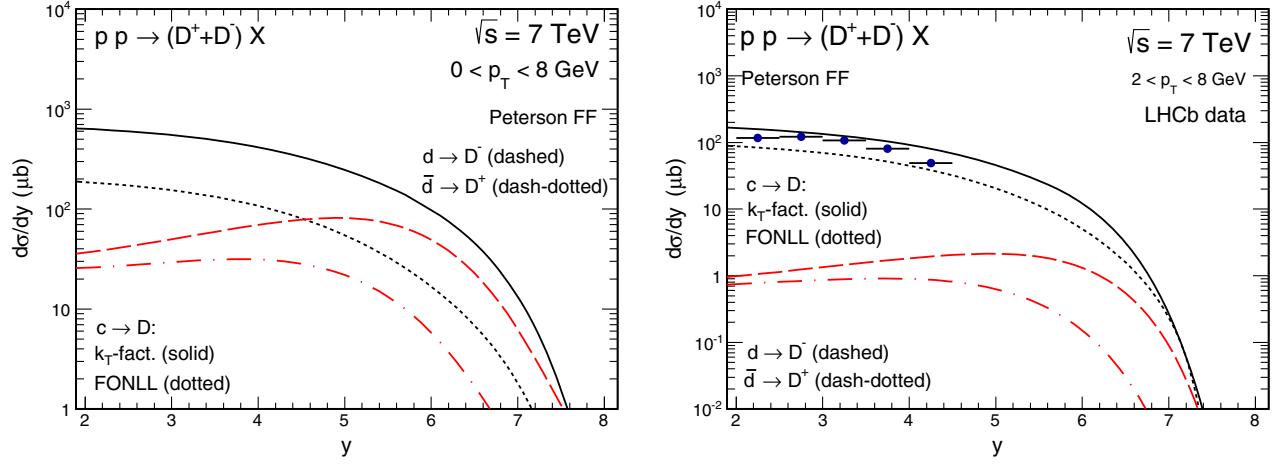 p p → (D⁺+D⁻) X
√s = 7 TeV
0 < p_T < 8 GeV
Peterson FF
d → D⁻ (dashed)
d̄ → D⁺ (dash-dotted)
c → D:
k_T-fact. (solid)
FONLL (dotted)
dσ/dy (μb)
10⁴
10³
10²
10
1
2 3 4 5 6 7 8
y
p p → (D⁺+D⁻) X
√s = 7 TeV
Peterson FF
2 < p_T < 8 GeV
LHCb data
c → D:
k_T-fact. (solid)
FONLL (dotted)
d → D⁻ (dashed)
d̄ → D⁺ (dash-dotted)
dσ/dy (μb)
10⁴
10³
10²
10
1
10⁻¹
10⁻²
2 3 4 5 6 7 8
y